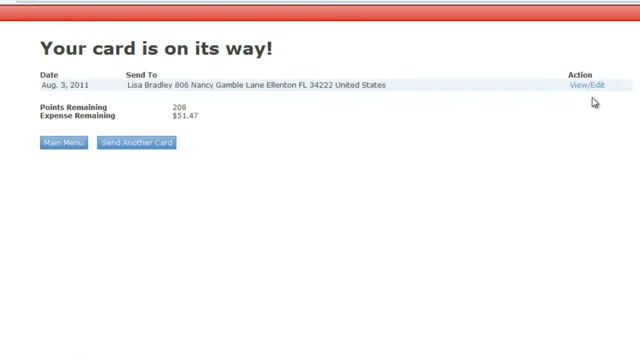 Your card is on its way!
Date Send To Action
Aug. 3, 2011 Lisa Bradley 806 Nancy Gamble Lane Ellenton FL 34222 United States View/Edit
Points Remaining 208
Expense Remaining $51.47
Main Menu Send Another Card